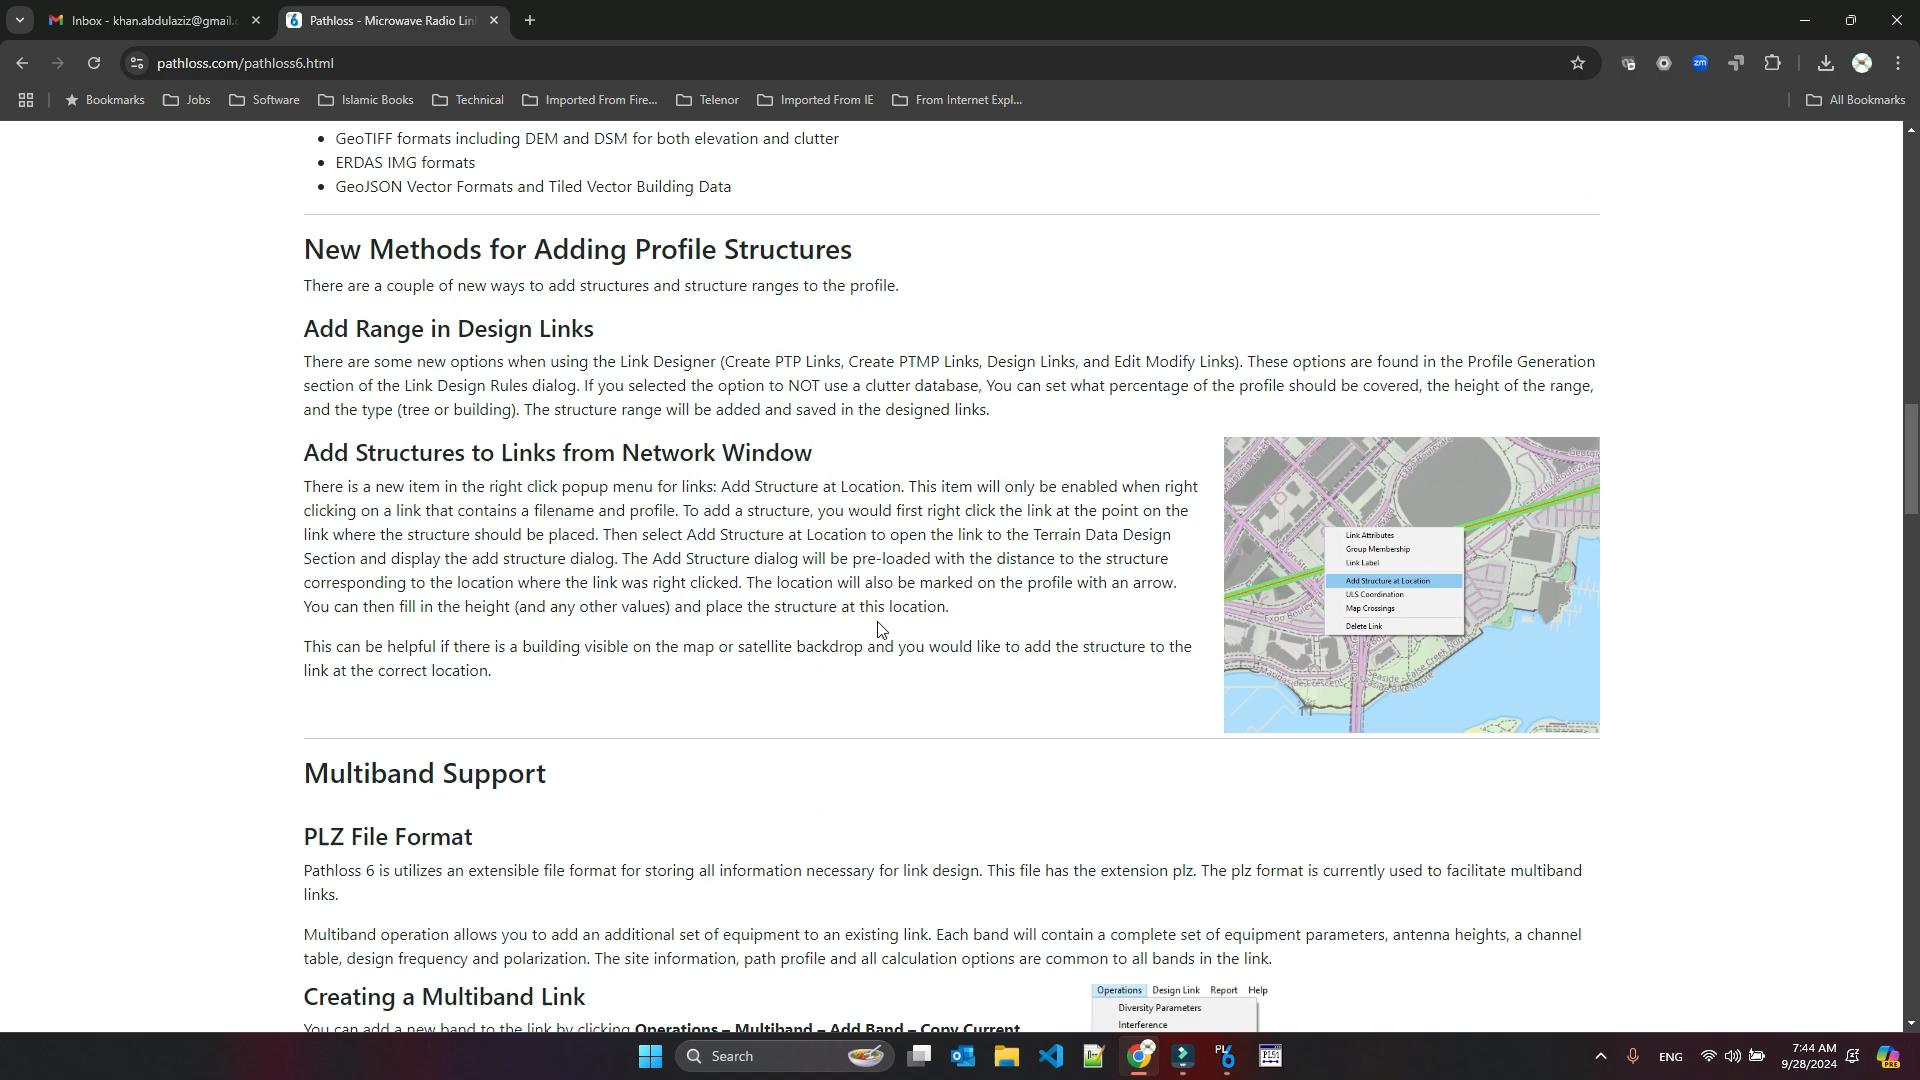 Inbox - khan.abdulaziz@gmail.c
Pathloss - Microwave Radio Lin
pathloss.com/pathloss6.html
Bookmarks
Jobs
Software
Islamic Books
Technical
Imported From Fire...
Telenor
Imported From IE
From Internet Expl...
All Bookmarks
GeoTIFF formats including DEM and DSM for both elevation and clutter
ERDAS IMG formats
GeoJSON Vector Formats and Tiled Vector Building Data
New Methods for Adding Profile Structures
There are a couple of new ways to add structures and structure ranges to the profile.
Add Range in Design Links
There are some new options when using the Link Designer (Create PTP Links, Create PTMP Links, Design Links, and Edit Modify Links). These options are found in the Profile Generation
section of the Link Design Rules dialog. If you selected the option to NOT use a clutter database, You can set what percentage of the profile should be covered, the height of the range,
and the type (tree or building). The structure range will be added and saved in the designed links.
Add Structures to Links from Network Window
There is a new item in the right click popup menu for links: Add Structure at Location. This item will only be enabled when right
clicking on a link that contains a filename and profile. To add a structure, you would first right click the link at the point on the
link where the structure should be placed. Then select Add Structure at Location to open the link to the Terrain Data Design
Section and display the add structure dialog. The Add Structure dialog will be pre-loaded with the distance to the structure
corresponding to the location where the link was right clicked. The location will also be marked on the profile with an arrow.
You can then fill in the height (and any other values) and place the structure at this location.
This can be helpful if there is a building visible on the map or satellite backdrop and you would like to add the structure to the
link at the correct location.
Link Attributes
Group Membership
Link Label
Add Structure at Location
ULS Coordination
Map Crossings
Delete Link
Multiband Support
PLZ File Format
Pathloss 6 is utilizes an extensible file format for storing all information necessary for link design. This file has the extension plz. The plz format is currently used to facilitate multiband
links.
Multiband operation allows you to add an additional set of equipment to an existing link. Each band will contain a complete set of equipment parameters, antenna heights, a channel
table, design frequency and polarization. The site information, path profile and all calculation options are common to all bands in the link.
Creating a Multiband Link
You can add a new band to the link by clicking Operations – Multiband – Add Band – Copy Current
Operations Design Link Report Help
Diversity Parameters
Interference
Search
ENG
7:44 AM
9/28/2024